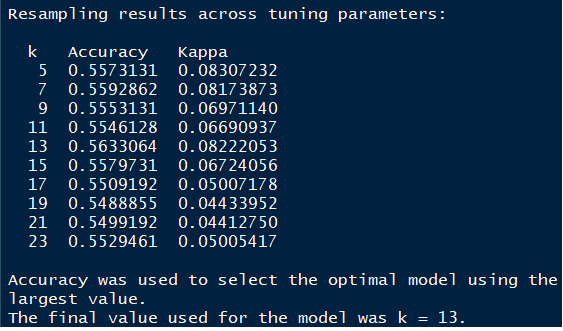 Resampling results across tuning parameters:

  k   Accuracy   Kappa
   5  0.5573131  0.08307232
   7  0.5592862  0.08173873
   9  0.5553131  0.06971140
  11  0.5546128  0.06690937
  13  0.5633064  0.08222053
  15  0.5579731  0.06724056
  17  0.5509192  0.05007178
  19  0.5488855  0.04433952
  21  0.5499192  0.04412750
  23  0.5529461  0.05005417

Accuracy was used to select the optimal model using the
largest value.
The final value used for the model was k = 13.